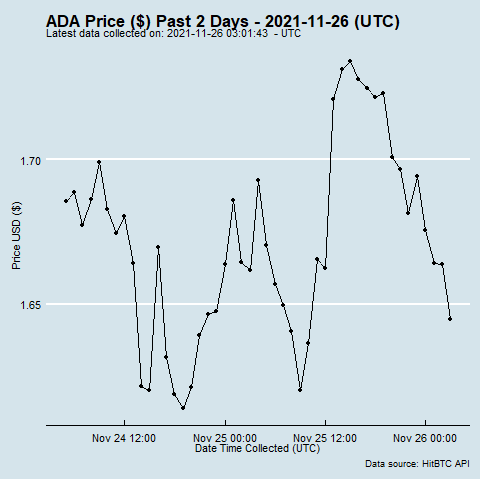 ADA Price ($) Past 2 Days - 2021-11-26 (UTC)
Latest data collected on: 2021-11-26 03:01:43 - UTC
1.70
Price USD ($)
1.65
Nov 24 12:00 Nov 25 00:00 Nov 25 12:00 Nov 26 00:00
Date Time Collected (UTC)
Data source: HitBTC API